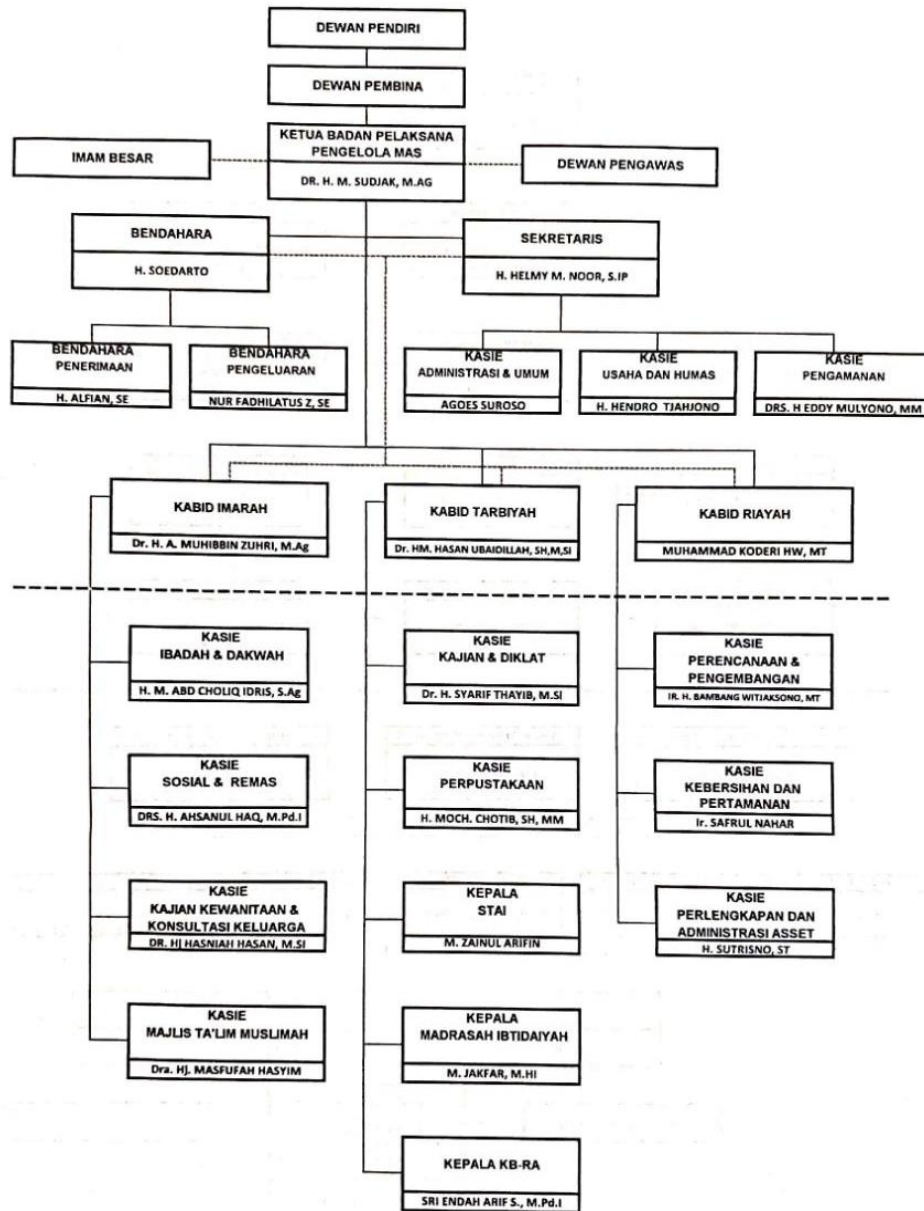 DEWAN PENDIRI
DEWAN PEMBINA
KETUA BADAN PELAKSANA
PENGELOLA MAS
DR. H. M. SUDJAK, M.AG
IMAM BESAR
DEWAN PENGAWAS
BENDAHARA
H. SOEDARTO
SEKRETARIS
H. HELMY M. NOOR, S.IP
BENDAHARA
PENERIMAAN
H. ALFIAN, SE
BENDAHARA
PENGELUARAN
NUR FADHILATUS Z, SE
KASIE
ADMINISTRASI & UMUM
AGOES SUROSO
KASIE
USAHA DAN HUMAS
H. HENDRO TJAHJONO
KASIE
PENGAMANAN
DRS. H EDDY MULYONO, MM
KABID IMARAH
Dr. H. A. MUHIBBIN ZUHRI, M.Ag
KABID TARBIYAH
Dr. HM. HASAN UBAIDILLAH, SH,M,SI
KABID RIAYAH
MUHAMMAD KODERI HW, MT
KASIE
IBADAH & DAKWAH
H. M. ABD CHOLIQ IDRIS, S.Ag
KASIE
SOSIAL & REMAS
DRS. H. AHSANUL HAQ, M.Pd.I
KASIE
KAJIAN KEWANITAAN &
KONSULTASI KELUARGA
DR. HJ HASNIAH HASAN, M.SI
KASIE
MAJLIS TA'LIM MUSLIMAH
Dra. HJ. MASFUFAH HASYIM
KASIE
KAJIAN & DIKLAT
Dr. H. SYARIF THAYIB, M.SI
KASIE
PERPUSTAKAAN
H. MOCH. CHOTIB, SH, MM
KEPALA
STAI
M. ZAINUL ARIFIN
KEPALA
MADRASAH IBTIDAIYAH
M. JAKFAR, M.HI
KEPALA KB-RA
SRI ENDAH ARIF S., M.Pd.I
KASIE
PERENCANAAN &
PENGEMBANGAN
IR. H. BAMBANG WITJAKSONO, MT
KASIE
KEBERSIHAN DAN
PERTAMANAN
Ir. SAFRUL NAHAR
KASIE
PERLENGKAPAN DAN
ADMINISTRASI ASSET
H. SUTRISNO, ST